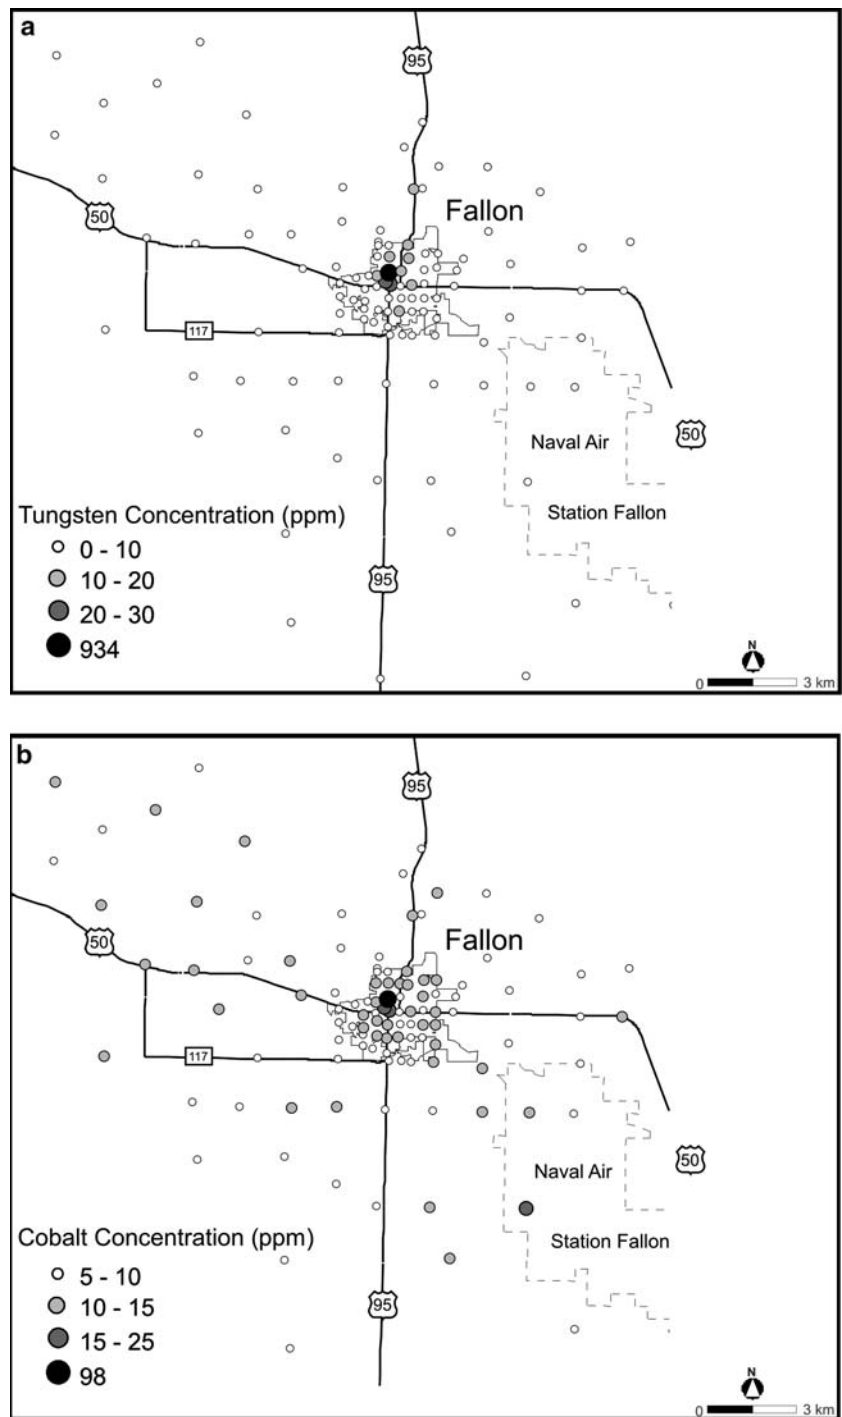 a
95
Fallon
50
117
Naval Air
50
Station Fallon
Tungsten Concentration (ppm)
0 - 10
10 - 20
95
20 - 30
934
N
0 3 km
b
95
Fallon
50
117
50
Naval Air
Station Fallon
Cobalt Concentration (ppm)
5 - 10
10 - 15
95
15 - 25
98
N
0 3 km